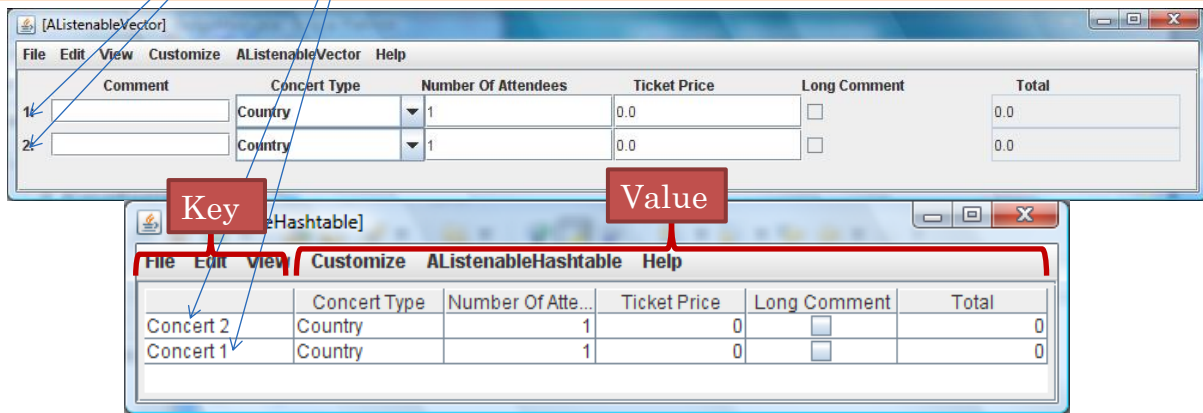 [AListenableVector]
File Edit View Customize AListenableVector Help
Comment Concert Type Number Of Attendees Ticket Price Long Comment Total
1: Country 1 0.0 0.0
2: Country 1 0.0 0.0
Key Value
eHashtable]
File Edit View Customize AListenableHashtable Help
Concert Type Number Of Atte... Ticket Price Long Comment Total
Concert 2 Country 1 0 0
Concert 1 Country 1 0 0